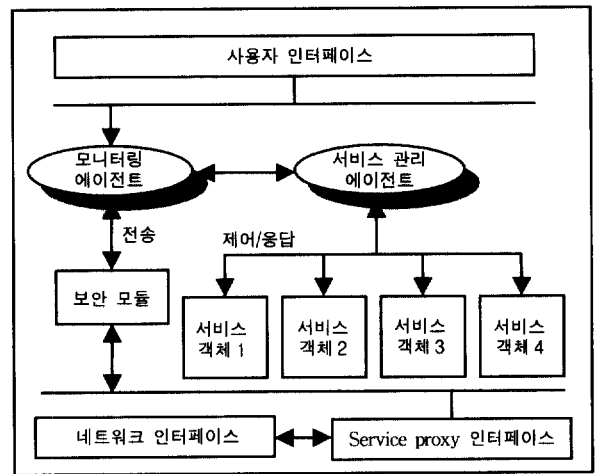 사용자 인터페이스
모니터링
에이전트
서비스 관리
에이전트
전송
제어/응답
보안 모듈
서비스
객체 1
서비스
객체 2
서비스
객체 3
서비스
객체 4
네트워크 인터페이스
Service proxy 인터페이스